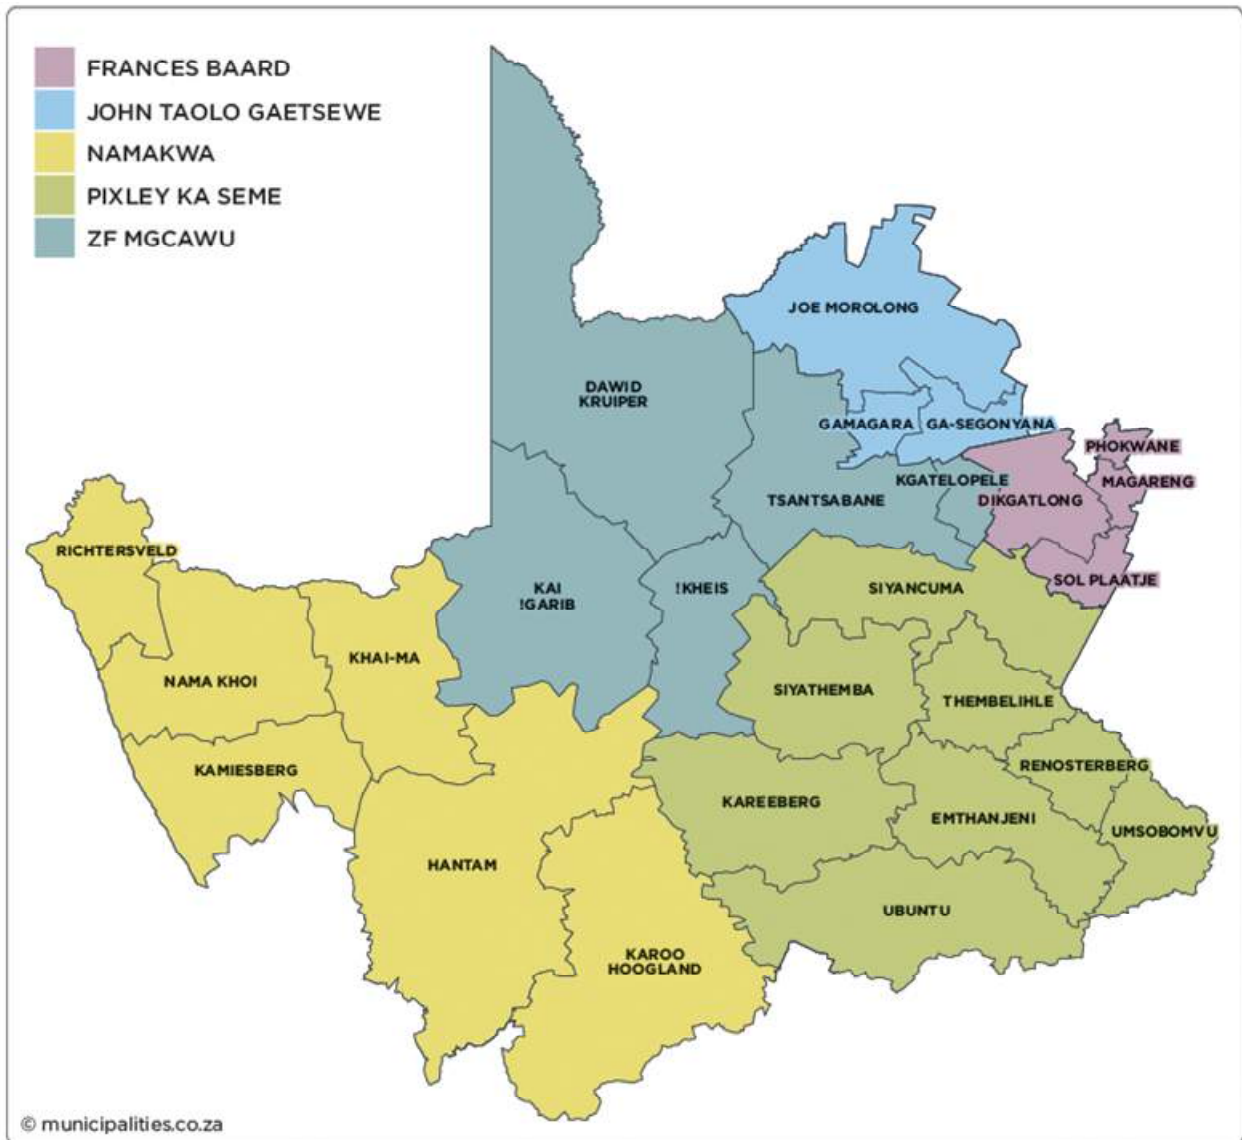 FRANCES BAARD
JOHN TAOLO GAETSEWE
NAMAKWA
PIXLEY KA SEME
ZF MGCAWU
JOE MOROLONG
DAWID
KRUIPER
GAMAGARA
GA-SEGONYANA
PHOKWANE
KGATELOPELE
MAGARENG
TSANTSABANE
DIKGATLONG
RICHTERSVELD
SOL PLAATJE
KAI
!GARIB
!KHEIS
SIYANCUMA
KHAI-MA
NAMA KHOI
SIYATHEMBA
THEMBELIHLE
KAMIESBERG
RENOSTERBERG
KAREEBERG
EMTHANJENI
UMSOBOMVU
HANTAM
UBUNTU
KAROO
HOOGLAND
© municipalities.co.za